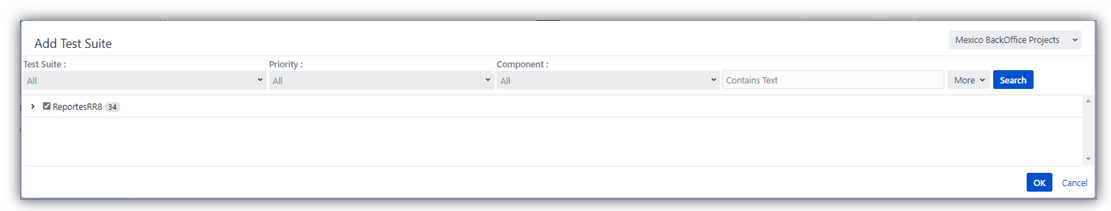 Add Test Suite
Mexico BackOffice Projects
Test Suite :
Priority :
Component :
All
All
All
Contains Text
More
Search
ReportesRR8 34
OK
Cancel